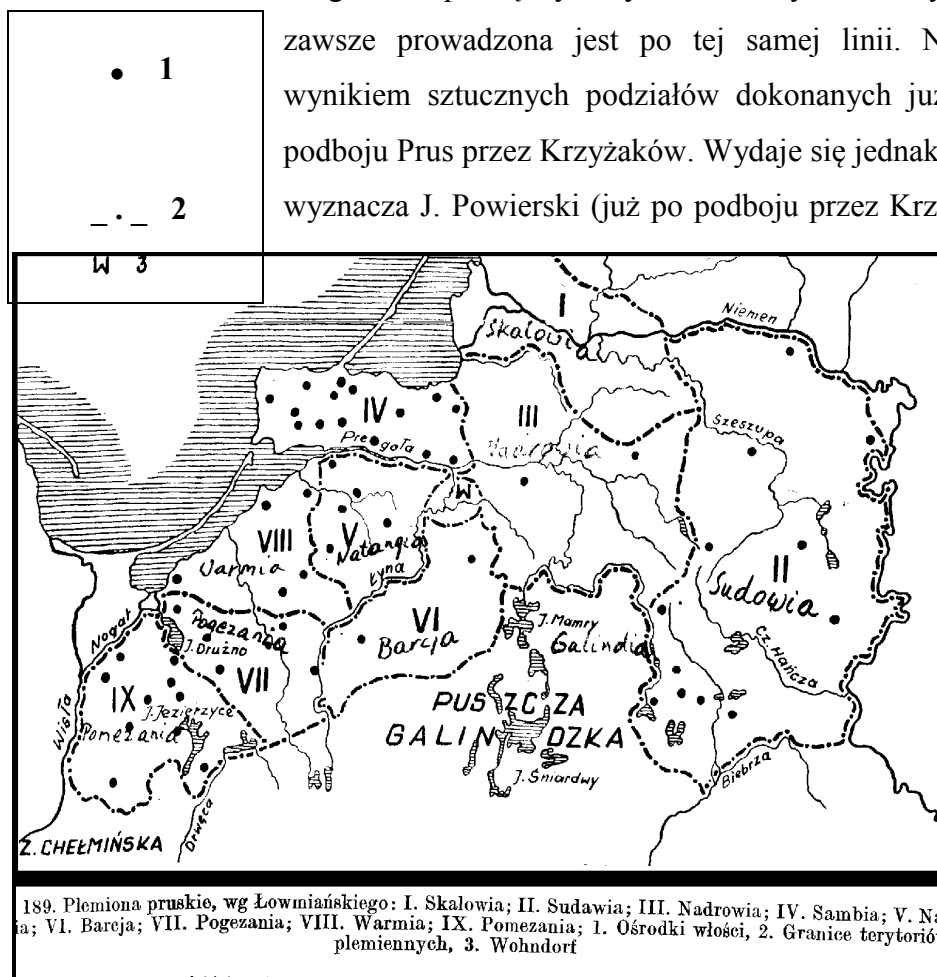 zawsze prowadzona jest po tej samej linii. N
wynikiem sztucznych podziałów dokonanych już
podboju Prus przez Krzyżaków. Wydaje się jednak
wyznacza J. Powierski (już po podboju przez Krz
• 1
_ . _ 2
W 3
I
Skalowia
Niemen
IV
III
Pregoła
Nadrowia
Szeszupa
W
VIII
Warmia
V
Natangia
Łyna
II
Sudowia
Nogat
Pogezania
J. Drużno
VI
Barcja
J. Mamry
Galindia
Cz. Hańcza
Wisła
IX
VII
J. Jezierzyce
Pomezania
PUSZCZA
GALINDZKA
J. Śniardwy
Biebrza
Drwęca
Z. CHEŁMIŃSKA
189. Plemiona pruskie, wg Łowmiańskiego: I. Skalowia; II. Sudawia; III. Nadrowia; IV. Sambia; V. Na
ia; VI. Barcja; VII. Pogezania; VIII. Warmia; IX. Pomezania; 1. Ośrodki włości, 2. Granice terytorió
plemiennych, 3. Wohndorf